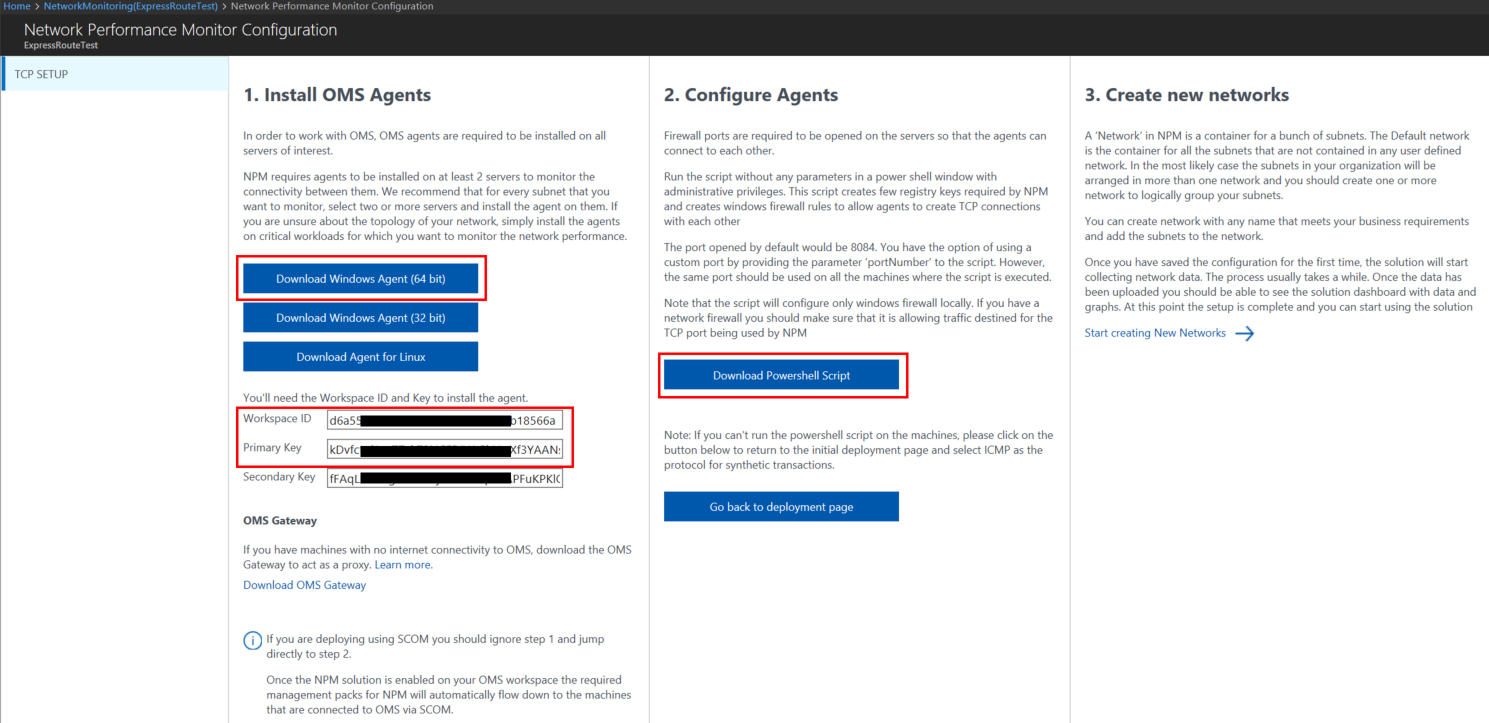 Home > NetworkMonitoring(ExpressRouteTest) > Network Performance Monitor Configuration
Network Performance Monitor Configuration
ExpressRouteTest
TCP SETUP
1. Install OMS Agents
In order to work with OMS, OMS agents are required to be installed on all
servers of interest.
NPM requires agents to be installed on at least 2 servers to monitor the
connectivity between them. We recommend that for every subnet that you
want to monitor, select two or more servers and install the agent on them. If
you are unsure about the topology of your network, simply install the agents
on critical workloads for which you want to monitor the network performance.
Download Windows Agent (64 bit)
Download Windows Agent (32 bit)
Download Agent for Linux
You'll need the Workspace ID and Key to install the agent.
Workspace ID d6a55 b18566a
Primary Key kDvfc Xf3YAAN
Secondary Key fFAqL PFuKPKlC
OMS Gateway
If you have machines with no internet connectivity to OMS, download the OMS
Gateway to act as a proxy. Learn more.
Download OMS Gateway
If you are deploying using SCOM you should ignore step 1 and jump
directly to step 2.
Once the NPM solution is enabled on your OMS workspace the required
management packs for NPM will automatically flow down to the machines
that are connected to OMS via SCOM.
2. Configure Agents
Firewall ports are required to be opened on the servers so that the agents can
connect to each other.
Run the script without any parameters in a power shell window with
administrative privileges. This script creates few registry keys required by NPM
and creates windows firewall rules to allow agents to create TCP connections
with each other
The port opened by default would be 8084. You have the option of using a
custom port by providing the parameter 'portNumber' to the script. However,
the same port should be used on all the machines where the script is executed.
Note that the script will configure only windows firewall locally. If you have a
network firewall you should make sure that it is allowing traffic destined for the
TCP port being used by NPM
Download Powershell Script
Note: If you can't run the powershell script on the machines, please click on the
button below to return to the initial deployment page and select ICMP as the
protocol for synthetic transactions.
Go back to deployment page
3. Create new networks
A 'Network' in NPM is a container for a bunch of subnets. The Default network
is the container for all the subnets that are not contained in any user defined
network. In the most likely case the subnets in your organization will be
arranged in more than one network and you should create one or more
network to logically group your subnets.
You can create network with any name that meets your business requirements
and add the subnets to the network.
Once you have saved the configuration for the first time, the solution will start
collecting network data. The process usually takes a while. Once the data has
been uploaded you should be able to see the solution dashboard with data and
graphs. At this point the setup is complete and you can start using the solution
Start creating New Networks